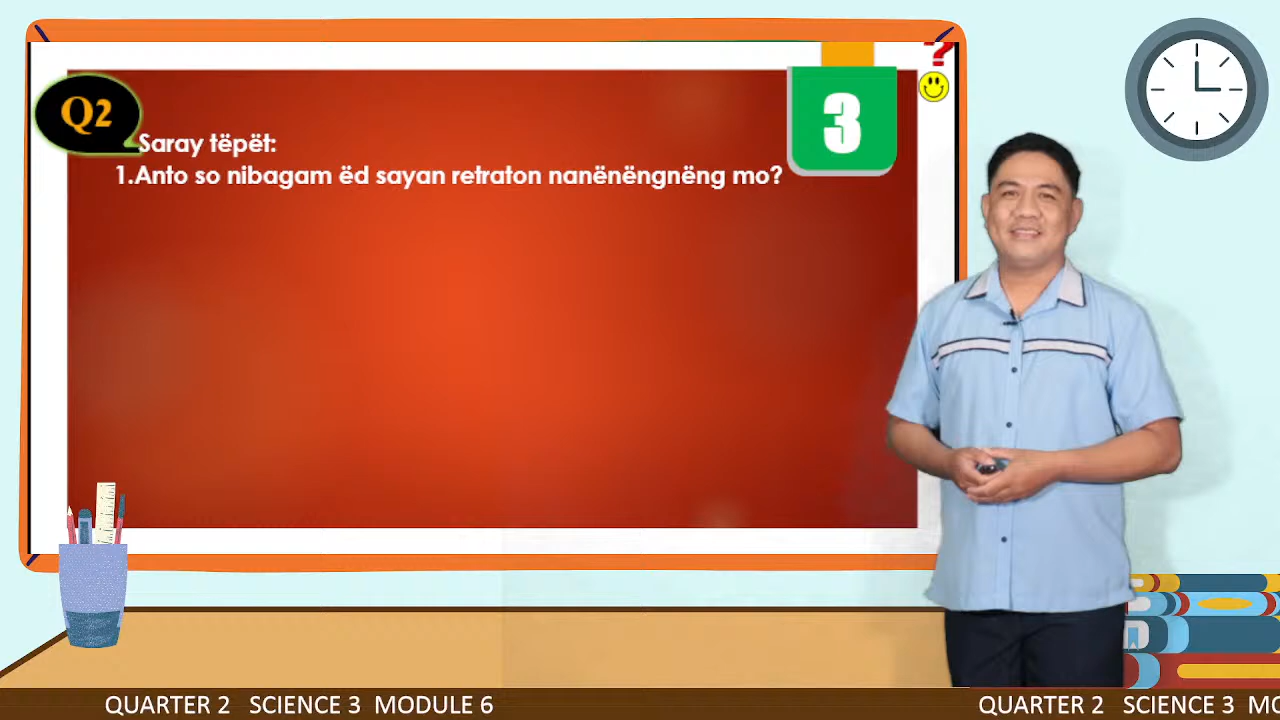 Q2
3
?
Saray tëpët:
1.Anto so nibagam ëd sayan retraton nanënëngnëng mo?
QUARTER 2 SCIENCE 3 MODULE 6
QUARTER 2 SCIENCE 3 MO